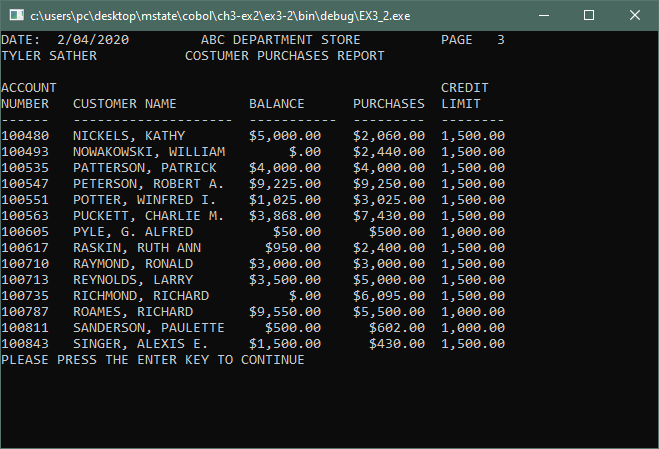 c:\users\pc\desktop\mstate\cobol\ch3-ex2\ex3-2\bin\debug\EX3_2.exe
DATE:  2/04/2020         ABC DEPARTMENT STORE          PAGE   3
TYLER SATHER           COSTUMER PURCHASES REPORT
ACCOUNT                                                CREDIT
NUMBER   CUSTOMER NAME         BALANCE      PURCHASES  LIMIT
------   --------------------  -----------  ---------  --------
100480   NICKELS, KATHY        $5,000.00    $2,060.00  1,500.00
100493   NOWAKOWSKI, WILLIAM        $.00    $2,440.00  1,500.00
100535   PATTERSON, PATRICK    $4,000.00    $4,000.00  1,500.00
100547   PETERSON, ROBERT A.   $9,225.00    $9,250.00  1,500.00
100551   POTTER, WINFRED I.    $1,025.00    $3,025.00  1,500.00
100563   PUCKETT, CHARLIE M.   $3,868.00    $7,430.00  1,500.00
100605   PYLE, G. ALFRED          $50.00      $500.00  1,000.00
100617   RASKIN, RUTH ANN        $950.00    $2,400.00  1,500.00
100710   RAYMOND, RONALD       $3,000.00    $3,000.00  1,500.00
100713   REYNOLDS, LARRY       $3,500.00    $5,000.00  1,500.00
100735   RICHMOND, RICHARD          $.00    $6,095.00  1,500.00
100787   ROAMES, RICHARD       $9,550.00    $5,500.00  1,000.00
100811   SANDERSON, PAULETTE     $500.00      $602.00  1,000.00
100843   SINGER, ALEXIS E.     $1,500.00      $430.00  1,500.00
PLEASE PRESS THE ENTER KEY TO CONTINUE